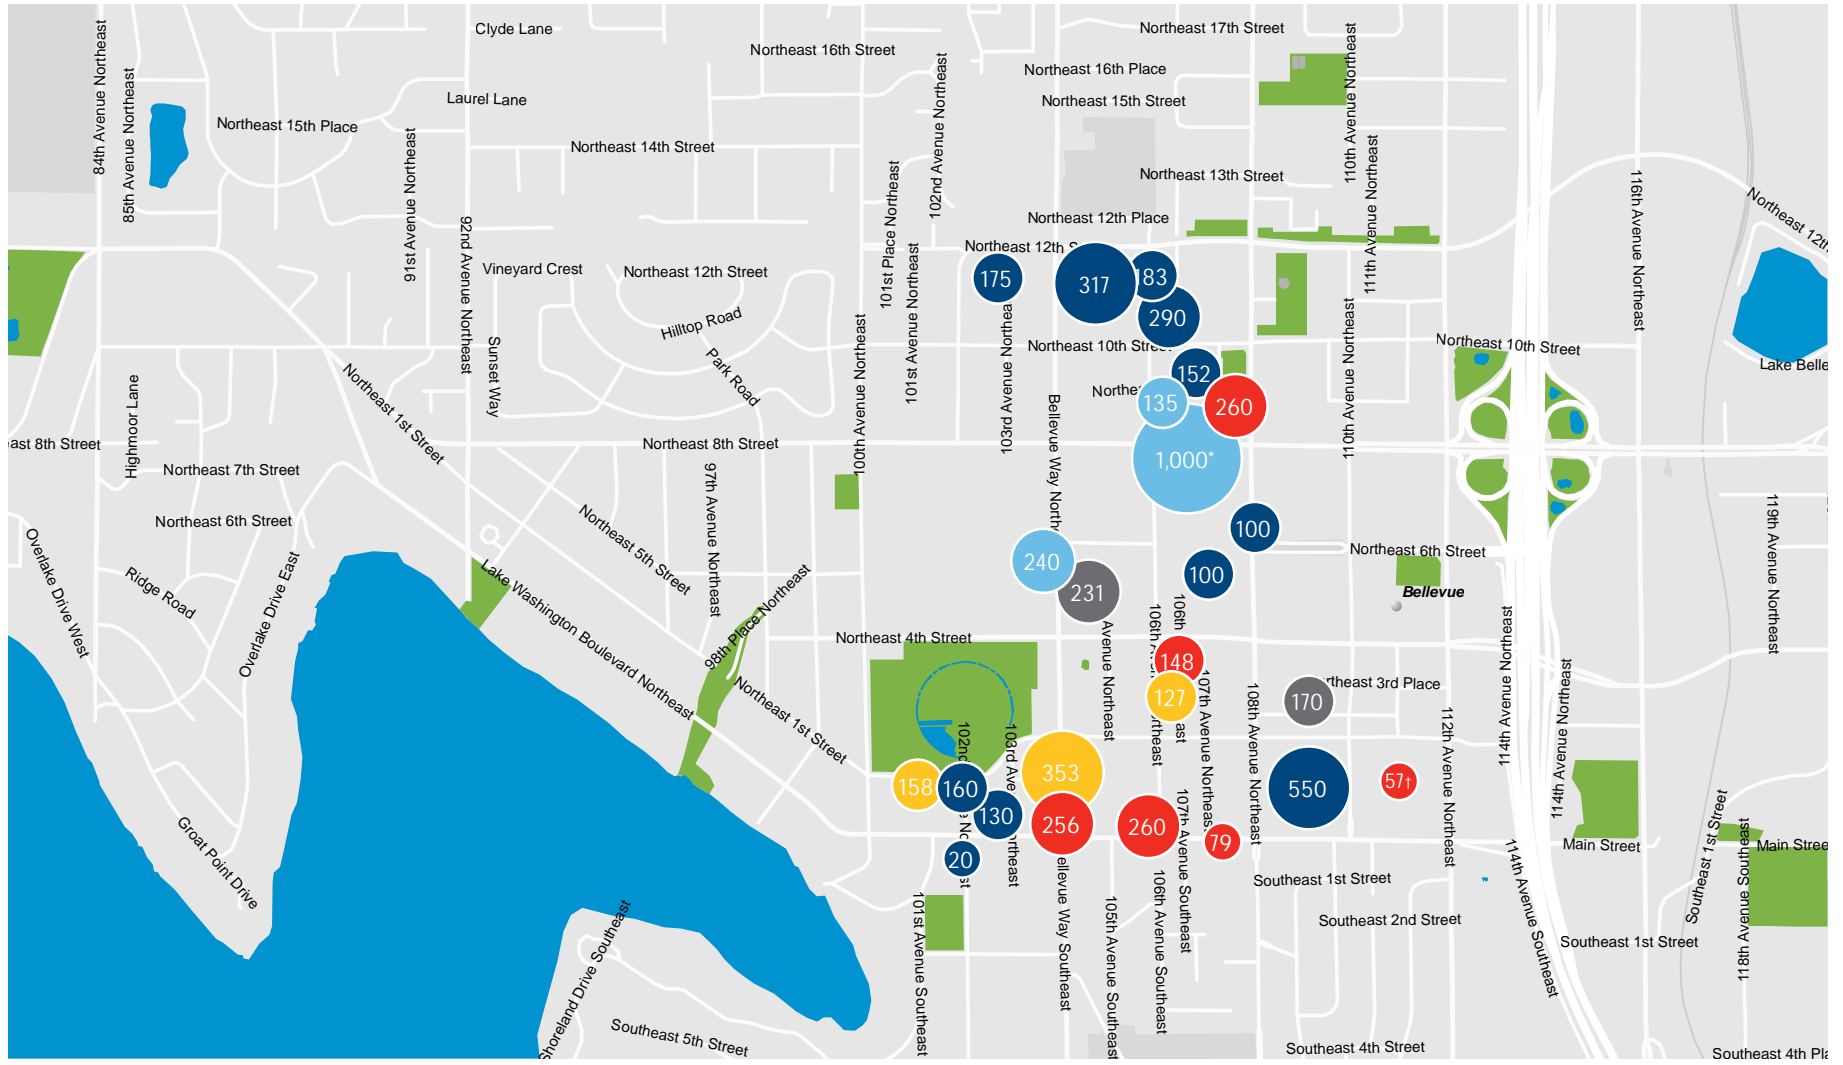 Clyde Lane
Northeast 17th Street
84th Avenue Northeast
110th Avenue Northeast
Northeast 16th Street
102nd Avenue Northeast
85th Avenue Northeast
Northeast 16th Place
Laurel Lane
Northeast 15th Street
Northeast 15th Place
91st Avenue Northeast
111th Avenue Northeast
Northeast 14th Street
101st Place Northeast
116th Avenue Northeast
Northeast 13th Street
Northeast 12th
92nd Avenue Northeast
Northeast 12th Place
101st Avenue Northeast
Northeast 12th
Vineyard Crest
Northeast 12th Street
175
317
183
290
110th Avenue Northeast
103rd Avenue Northeast
Hilltop Road
100th Avenue Northeast
Sunset Way
Park Road
Northeast 10th Street
Northeast 10th Street
Lake Belle
Northeast 1st Street
Highmoor Lane
152
135
260
Bellevue Way North
east 8th Street
Northeast 8th Street
1,000*
Northeast 7th Street
97th Avenue Northeast
119th Avenue Northeast
Northeast 6th Street
Northeast 5th Street
100
Northeast 6th Street
Overlake Drive West
Overlake Drive East
Ridge Road
Lake Washington Boulevard Northeast
98th Place Northeast
240
231
100
Bellevue
114th Avenue Northeast
106th
106th
Avenue Northeast
Northeast 4th Street
148
127
107th Avenue Northeast
108th Avenue Northeast
rtheast 3rd Place
170
112th Avenue Northeast
114th Avenue Northeast
Northeast 1st Street
102nd
103rd Ave
353
158
160
130
550
57†
256
260
79
20
107th Avenue Southeast
Groat Point Drive
Main Street
Main Stree
Southeast 1st Street
118th Avenue Southeast
114th Avenue Southeast
ellevue Way Southeast
Southeast 1st Street
106th Avenue Southeast
101st Avenue Southeast
105th Avenue Southeast
Southeast 2nd Street
Southeast 1st Street
Shoreland Drive Southeast
Southeast 5th Street
Southeast 4th Street
Southeast 4th Pla